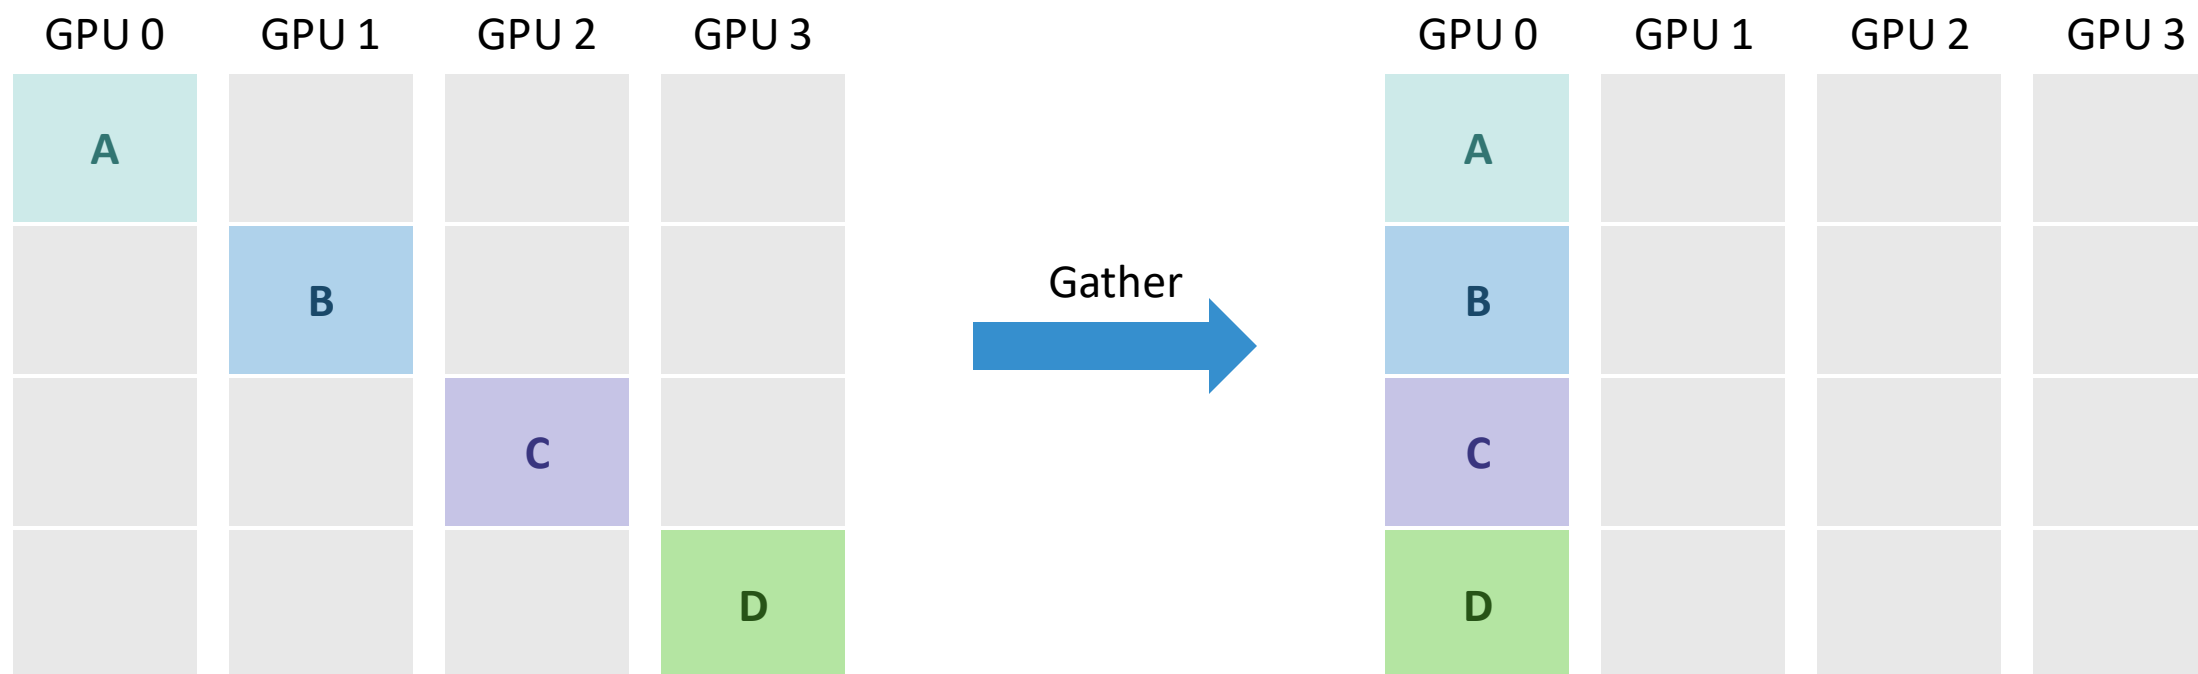 GPU 0 GPU 1 GPU 2 GPU 3 GPU 0 GPU 1 GPU 2 GPU 3
A A
B Gather B
C C
D D